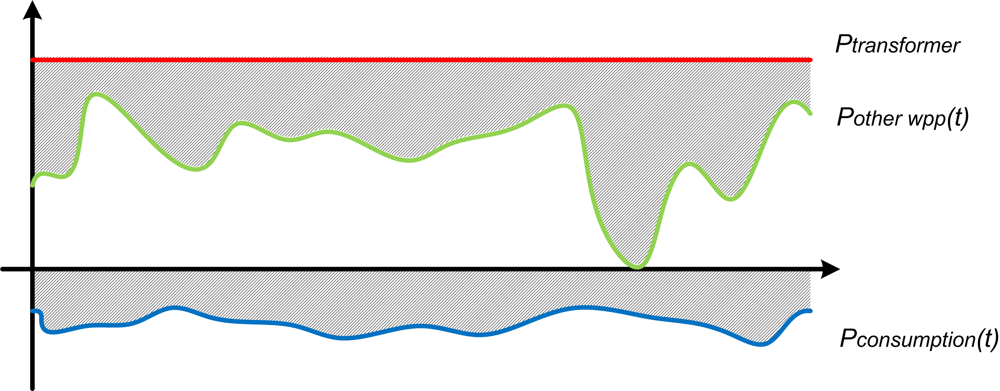 Ptransformer
Pother wpp(t)
Pconsumption(t)